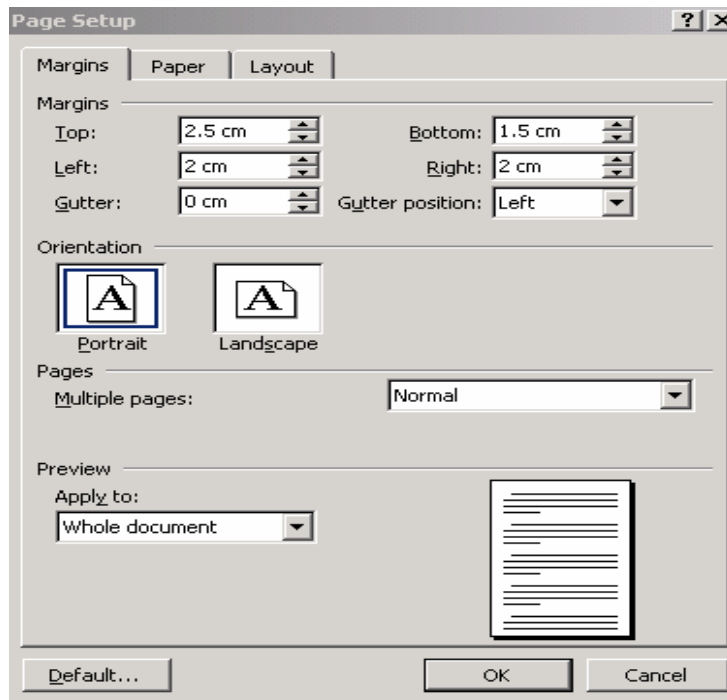 Page Setup
Margins Paper Layout
Margins
Top: 2.5 cm Bottom: 1.5 cm
Left: 2 cm Right: 2 cm
Gutter: 0 cm Gutter position: Left
Orientation
A A
Portrait Landscape
Pages
Multiple pages: Normal
Preview
Apply to:
Whole document
Default... OK Cancel